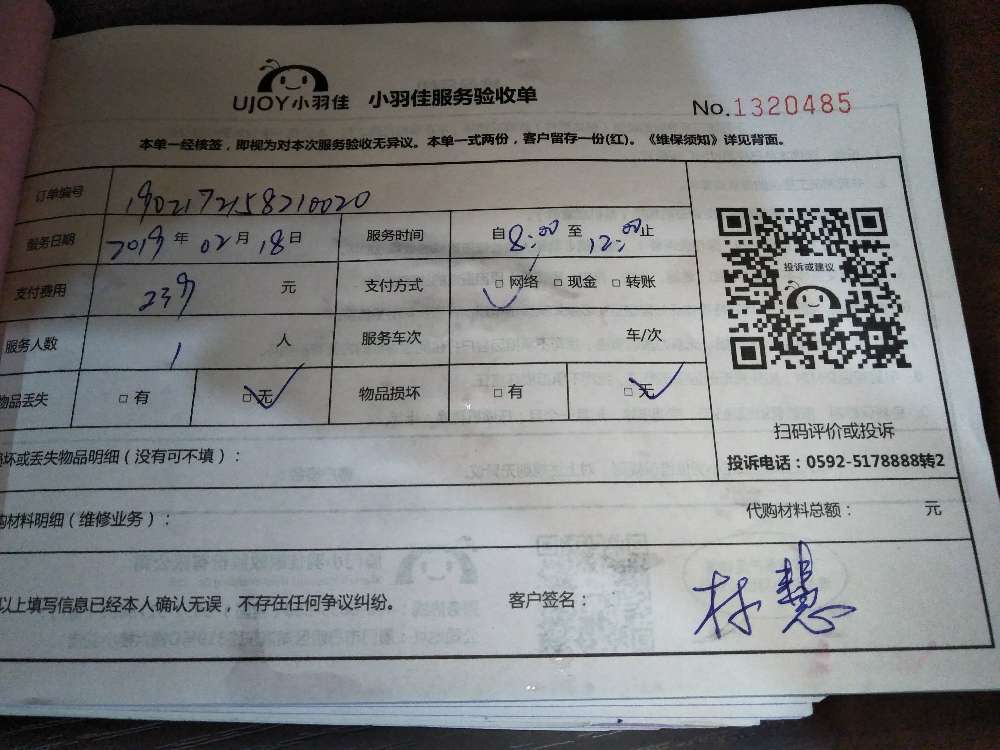 UJOY小羽佳 小羽佳服务验收单
No.1320485
本单一经核签，即视为对本次服务验收无异议。本单一式两份，客户留存一份(红)。《维保须知》详见背面。
订单编号 1902172158210020
服务日期 2019 年 02 月 18 日 服务时间 自 8:00 至 12:00 止
支付费用 239 元 支付方式 □ 网络 □ 现金 □ 转账
服务人数 1 人 服务车次 车/次
物品丢失 □ 有 □ 无 物品损坏 □ 有 □ 无
投诉或建议
扫码评价或投诉
投诉电话：0592-5178888转2
坏或丢失物品明细（没有可不填）：
购材料明细（维修业务）： 代购材料总额： 元
以上填写信息已经本人确认无误，不存在任何争议纠纷。 客户签名： 林慧